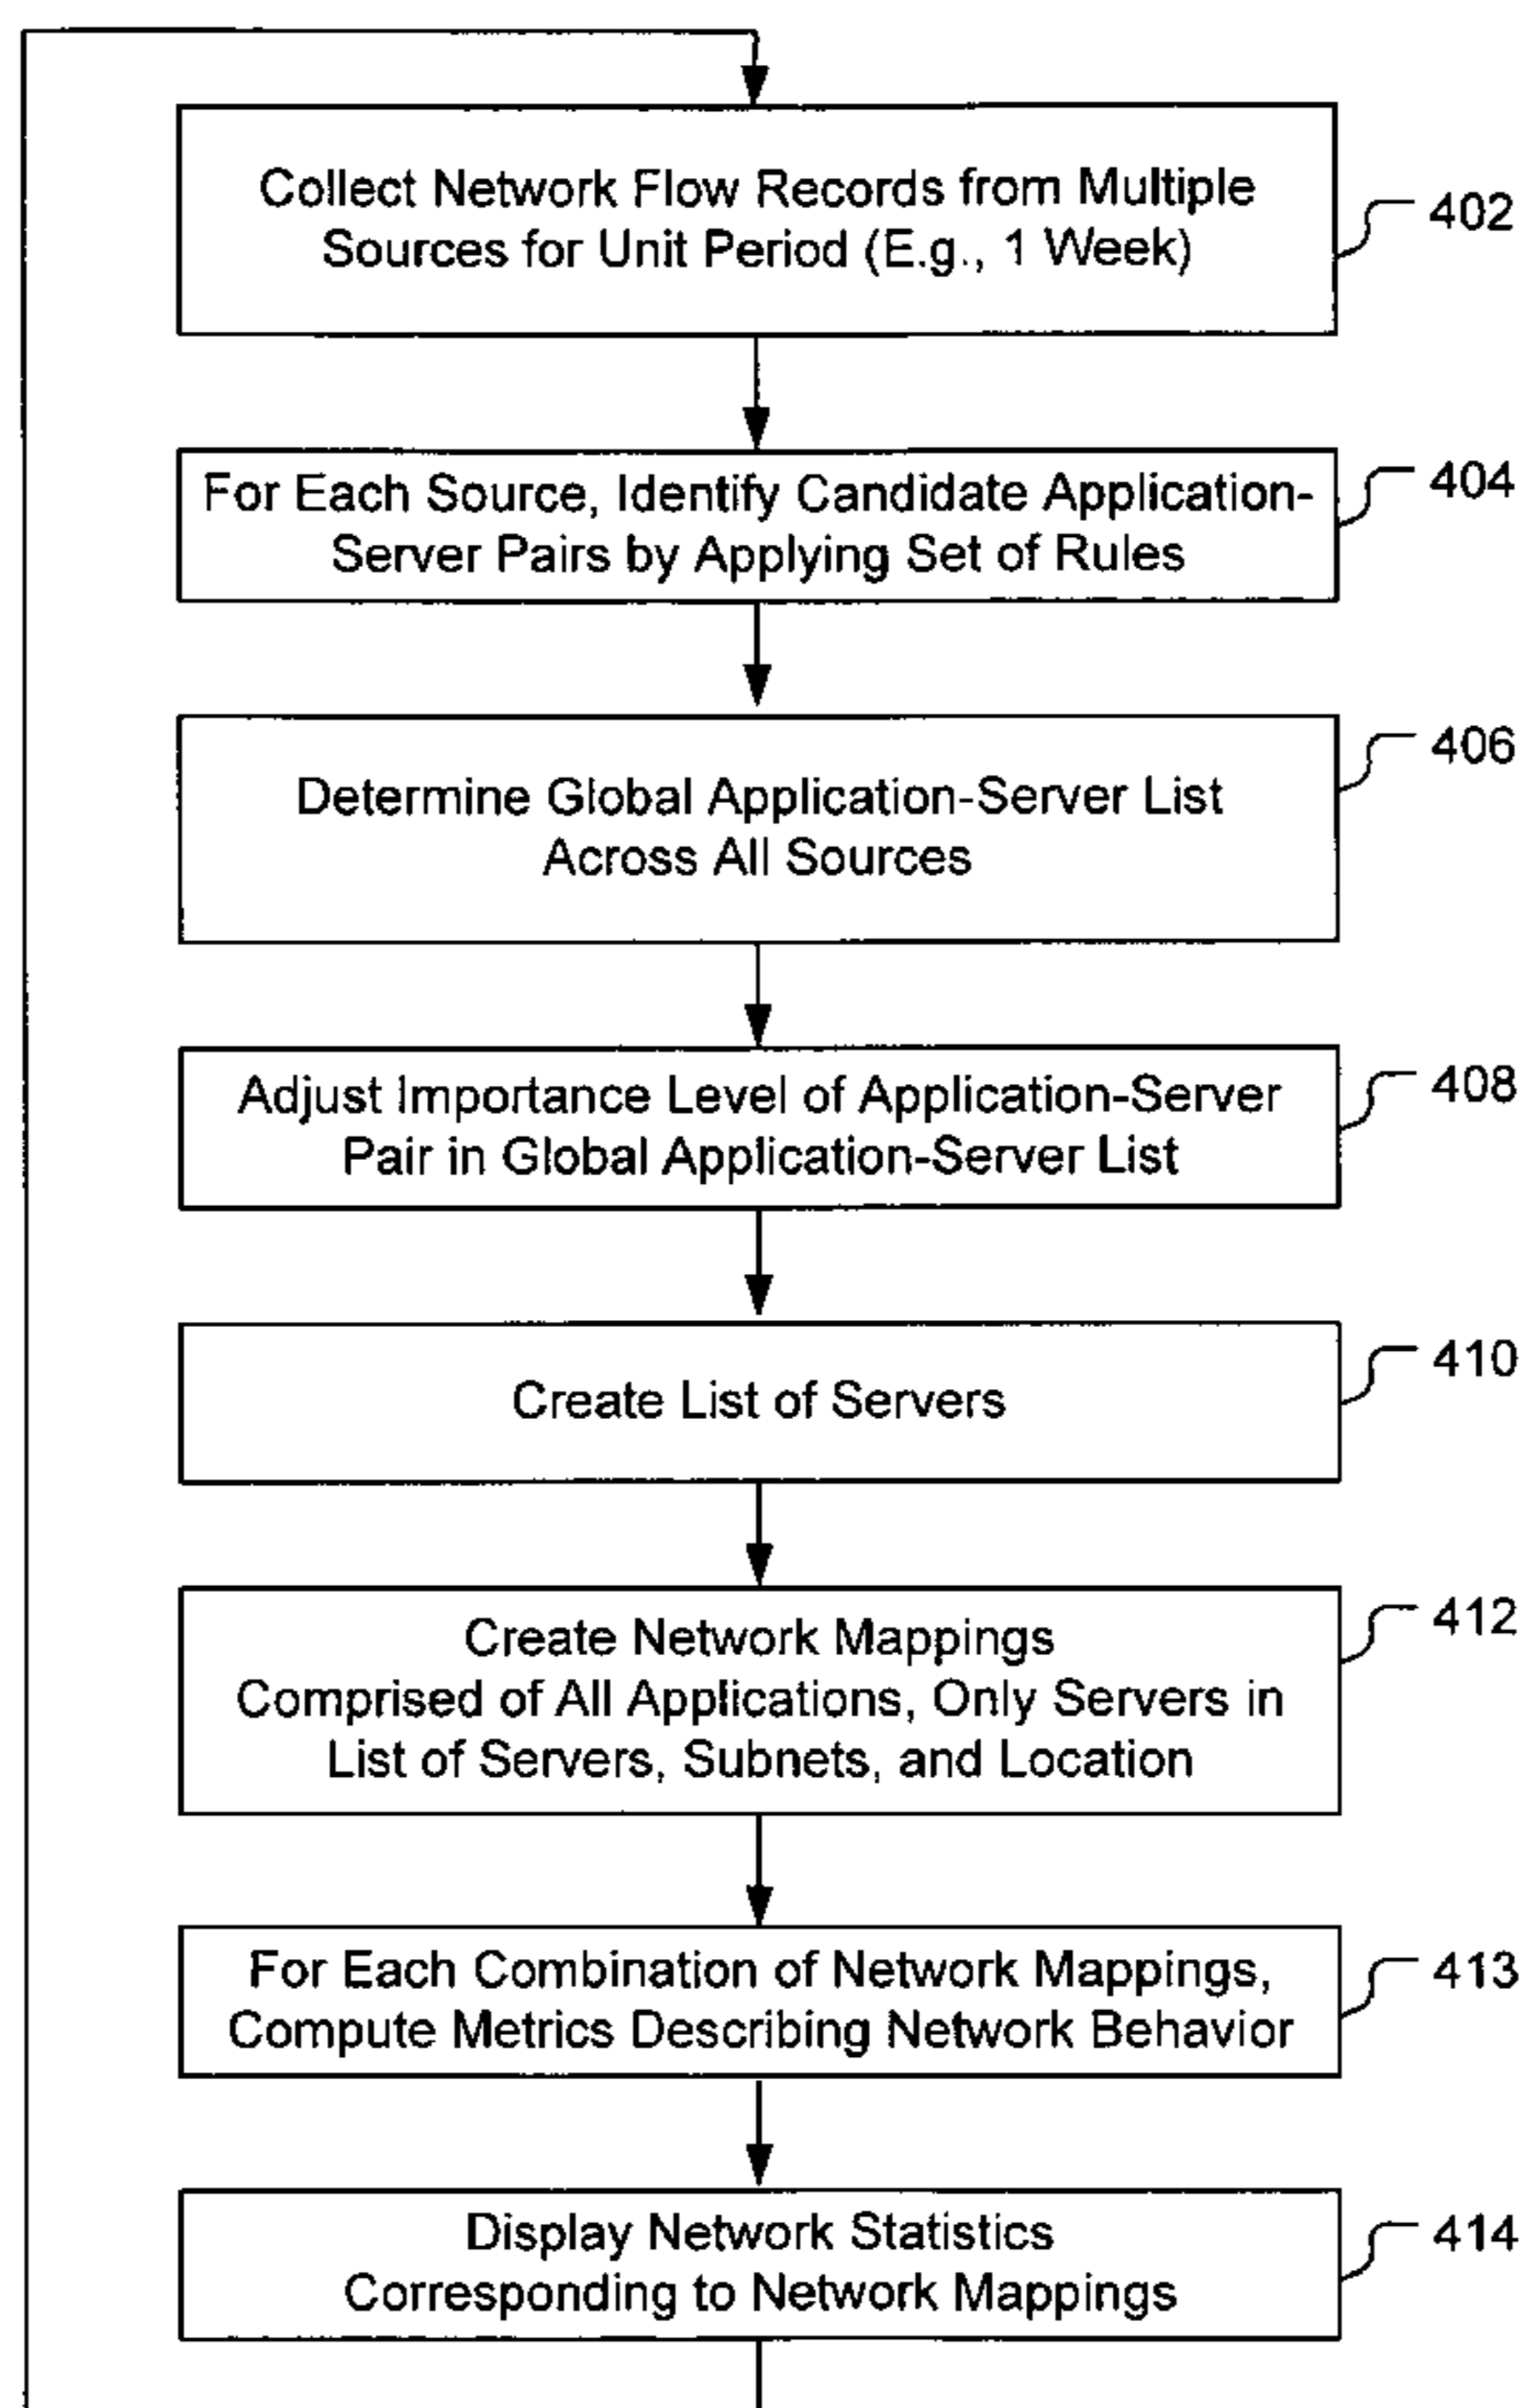 Collect Network Flow Records from Multiple
Sources for Unit Period (E.g., 1 Week)
402
For Each Source, Identify Candidate Application-
Server Pairs by Applying Set of Rules
404
Determine Global Application-Server List
Across All Sources
406
Adjust Importance Level of Application-Server
Pair in Global Application-Server List
408
Create List of Servers
410
Create Network Mappings
Comprised of All Applications, Only Servers in
List of Servers, Subnets, and Location
412
For Each Combination of Network Mappings,
Compute Metrics Describing Network Behavior
413
Display Network Statistics
Corresponding to Network Mappings
414